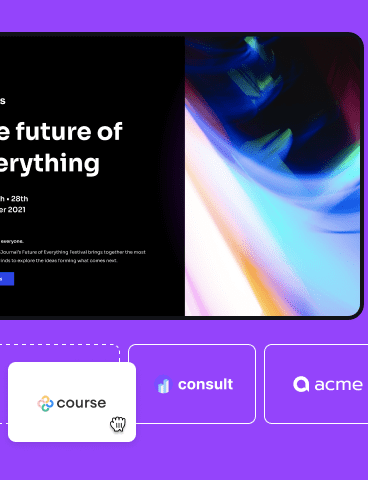 s
e future of
erything
h • 28th
er 2021
everyone.
Journal's Future of Everything Festival brings together the most
inds to explore the ideas forming what comes next.
course
consult
acme